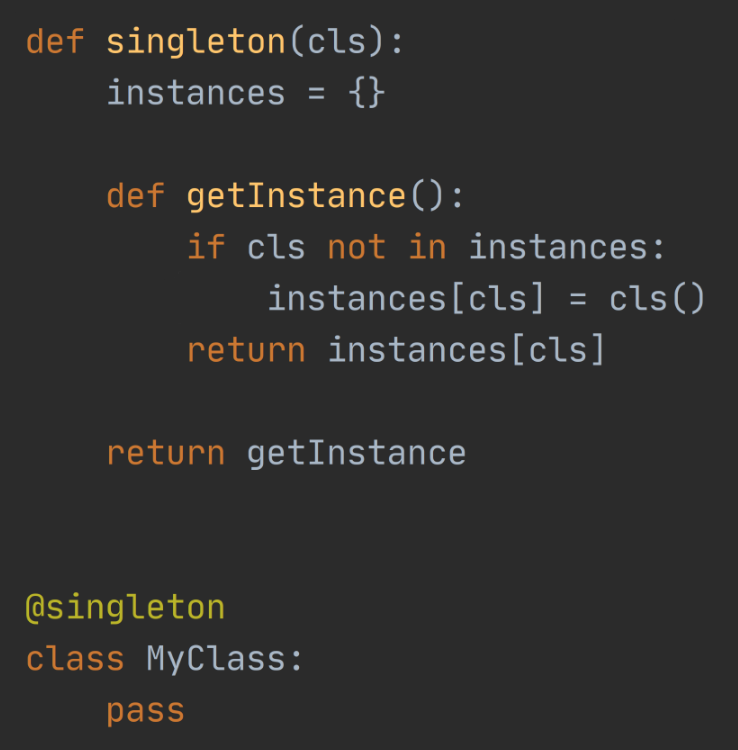 def singleton(cls):
    instances = {}

    def getInstance():
        if cls not in instances:
            instances[cls] = cls()
        return instances[cls]

    return getInstance


@singleton
class MyClass:
    pass